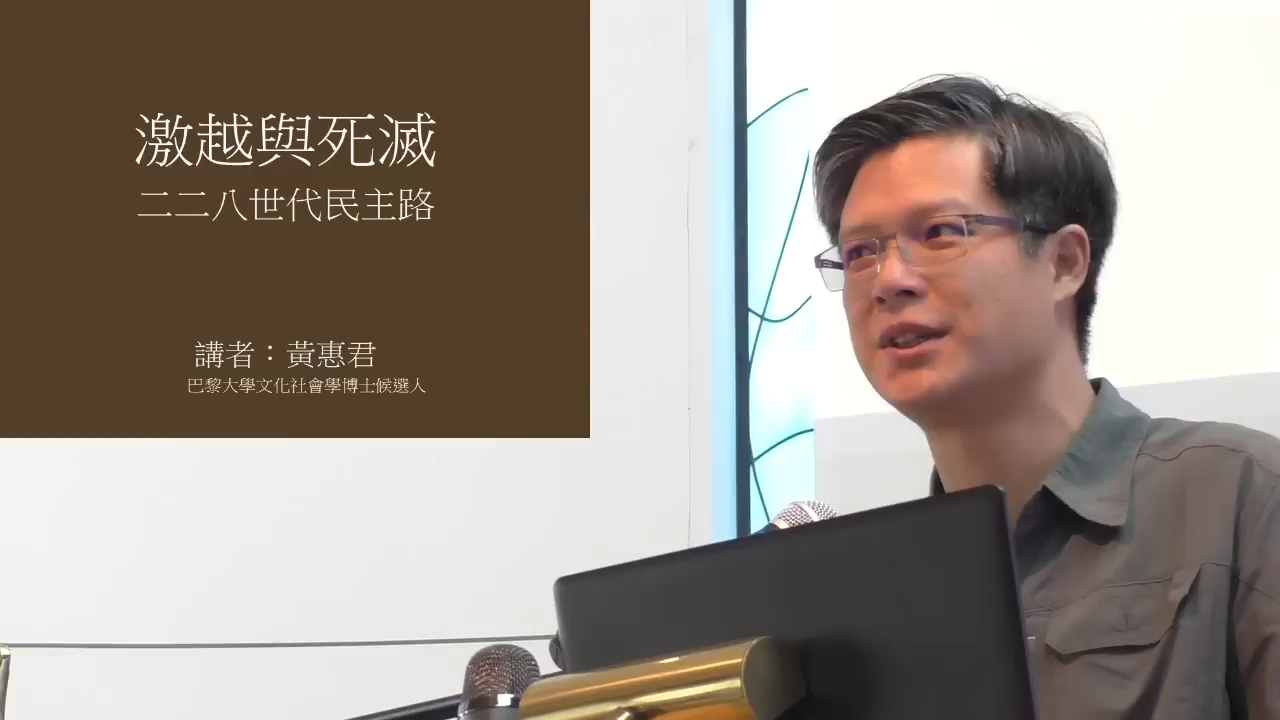 激越與死滅
二二八世代民主路
講者：黃惠君
巴黎大學文化社會學博士候選人